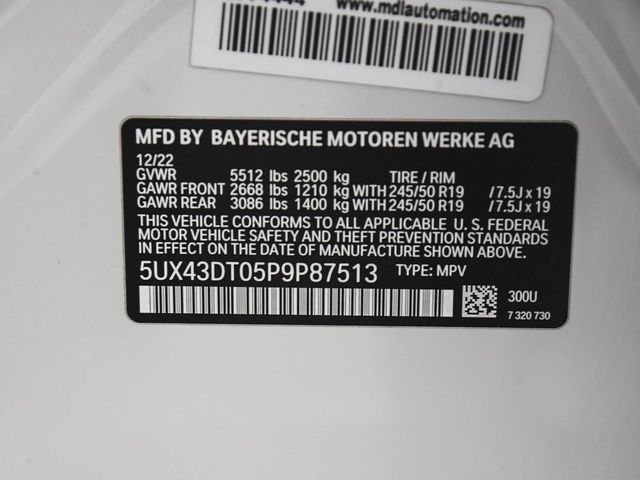 www.mdlautomation.com
MFD BY BAYERISCHE MOTOREN WERKE AG
12/22
GVWR 5512 lbs 2500 kg TIRE / RIM
GAWR FRONT 2668 lbs 1210 kg WITH 245/50 R19 /7.5J x 19
GAWR REAR 3086 lbs 1400 kg WITH 245/50 R19 /7.5J x 19
THIS VEHICLE CONFORMS TO ALL APPLICABLE U. S. FEDERAL
MOTOR VEHICLE SAFETY AND THEFT PREVENTION STANDARDS
IN EFFECT ON THE DATE OF MANUFACTURE SHOWN ABOVE.
5UX43DT05P9P87513 TYPE: MPV
300U
7 320 730